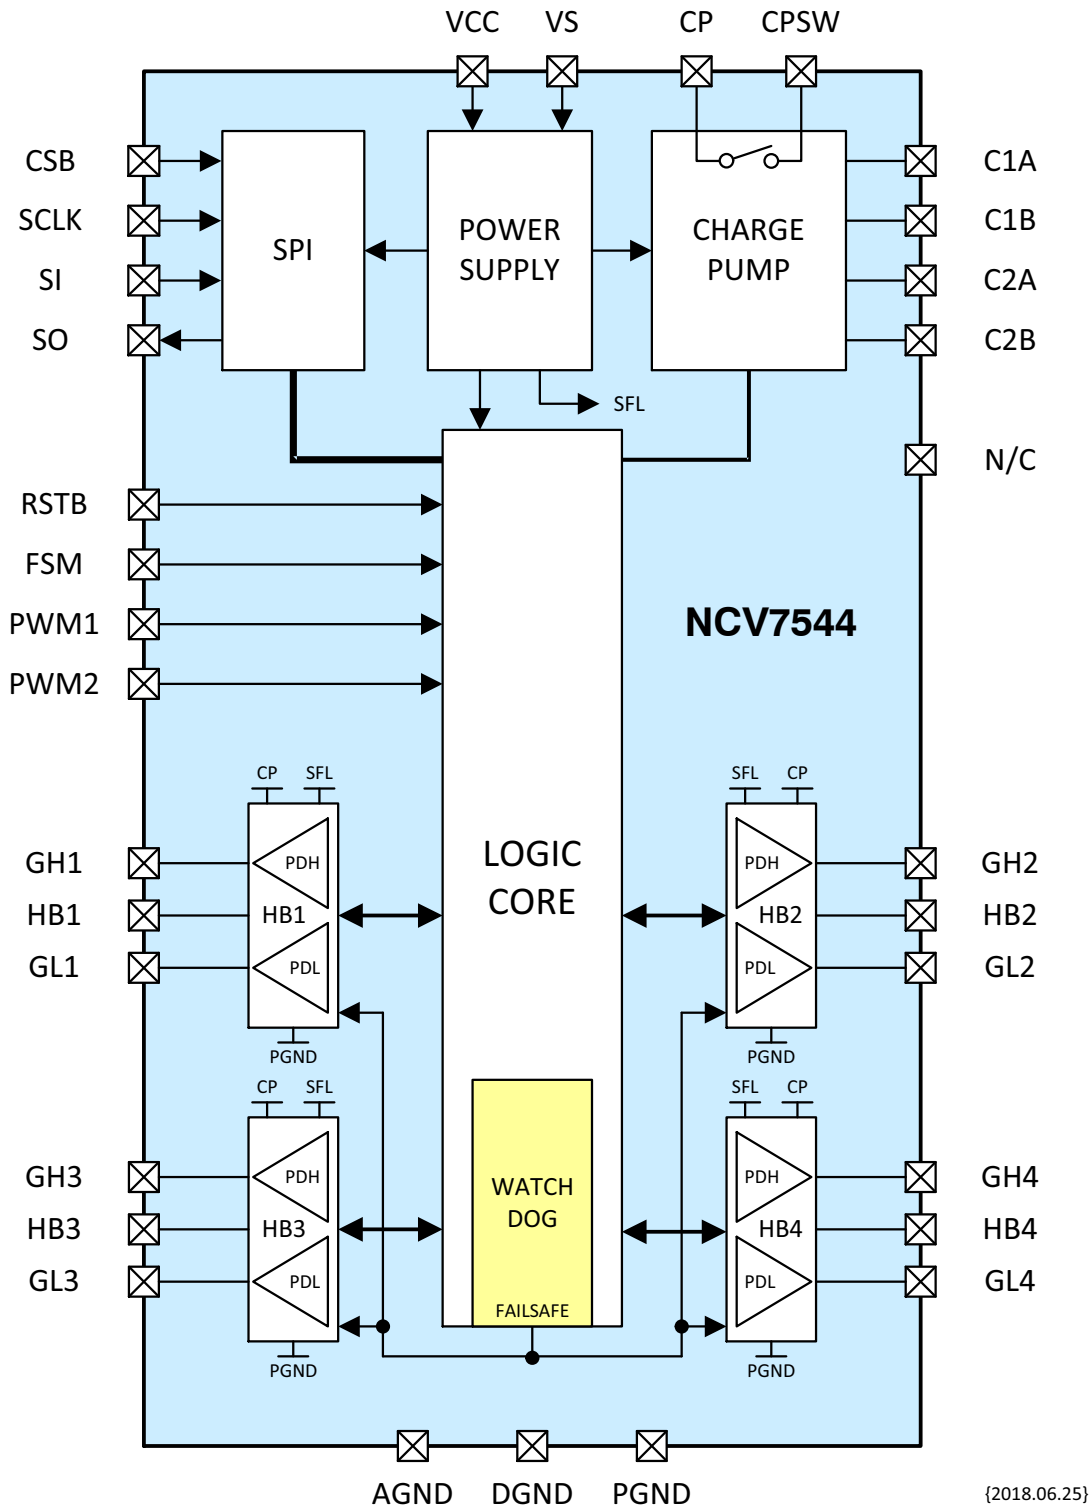 VCC VS CP CPSW
CSB
SCLK
SI
SO
SPI
POWER
SUPPLY
CHARGE
PUMP
C1A
C1B
C2A
C2B
SFL
N/C
RSTB
FSM
PWM1
PWM2
NCV7544
LOGIC
CORE
CP SFL
GH1
HB1
GL1
PDH
HB1
PDL
PGND
SFL CP
PDH
HB2
PDL
PGND
GH2
HB2
GL2
CP SFL
GH3
HB3
GL3
PDH
HB3
PDL
PGND
WATCH
DOG
FAILSAFE
SFL CP
PDH
HB4
PDL
PGND
GH4
HB4
GL4
AGND DGND PGND
{2018.06.25}